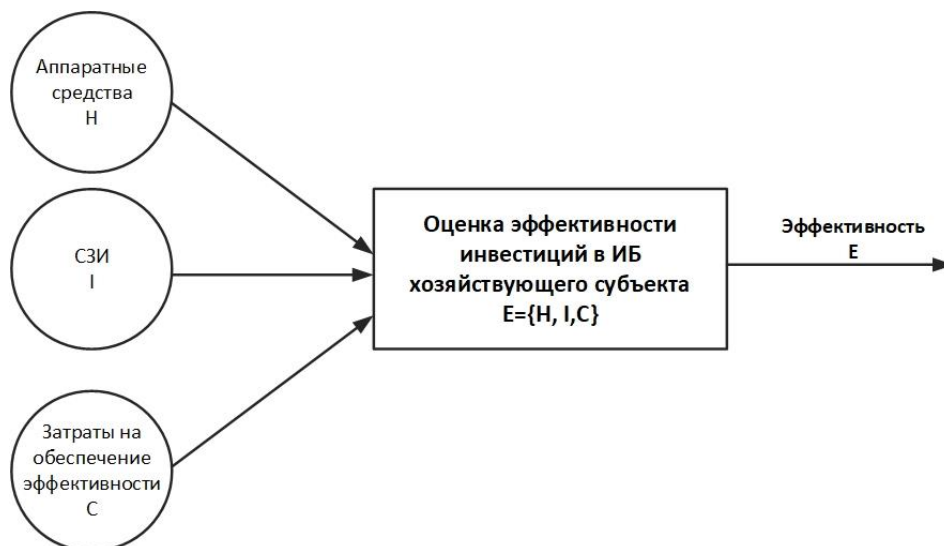 Аппаратные
средства
H
СЗИ
I
Затраты на
обеспечение
эффективности
C
Оценка эффективности
инвестиций в ИБ
хозяйствующего субъекта
E={H, I,C}
Эффективность
E